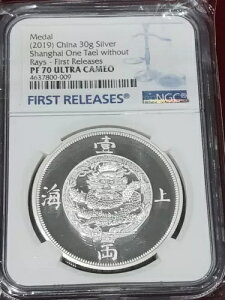 Medal
(2019) China 30g Silver
Shanghai One Tael without
Rays - First Releases
PF 70 ULTRA CAMEO
4637800-009
FIRST RELEASES®
NGC
壹
海 上
両